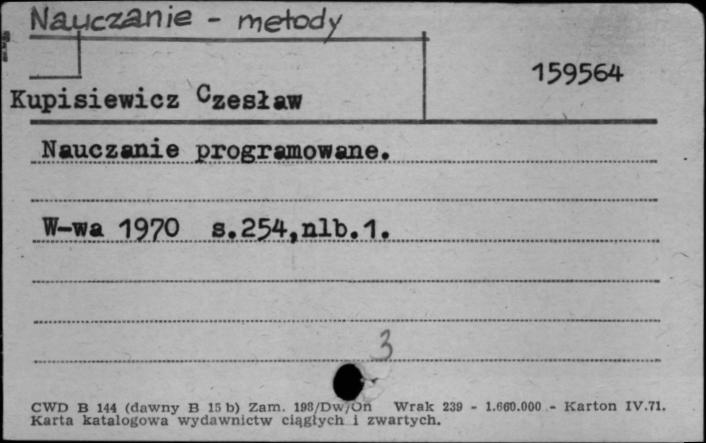 Nauczanie - metody
159564
Kupisiewicz Czesław
Nauczanie programowane.
W-wa 1970 s.254,nlb.1.
3
CWD B 144 (dawny B 15 b) Zam. 198/Dw/On Wrak 239 - 1.660.000 - Karton IV.71.
Karta katalogowa wydawnictw ciągłych i zwartych.